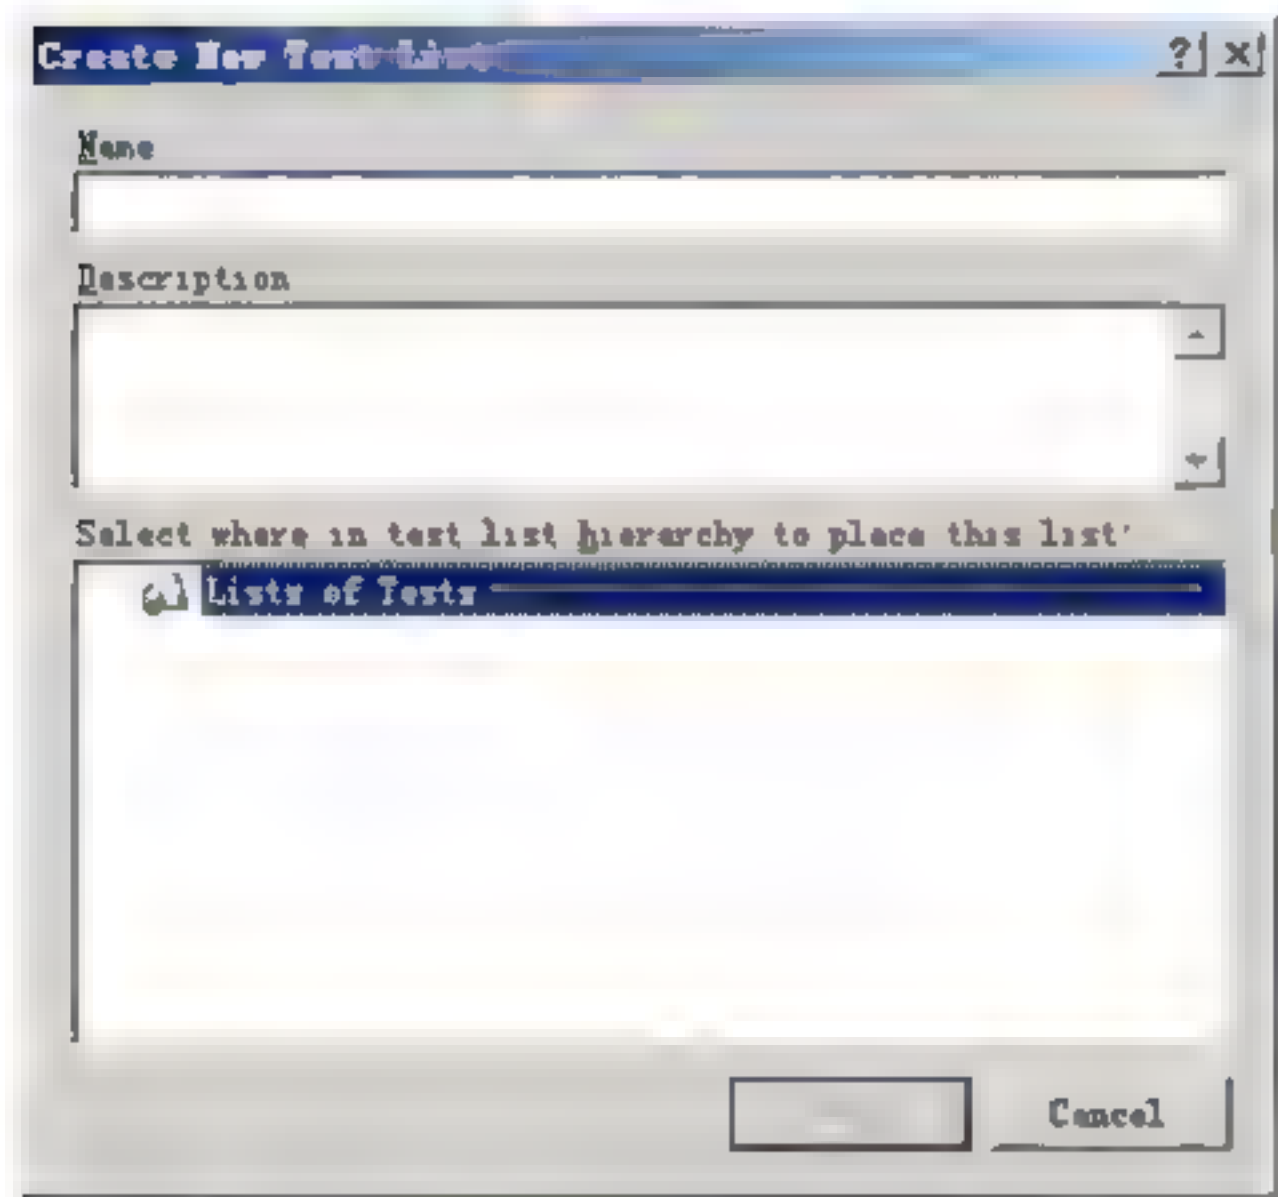 Create New Test List
Name
Description
Select where in test list hierarchy to place this list:
Lists of Tests
Cancel